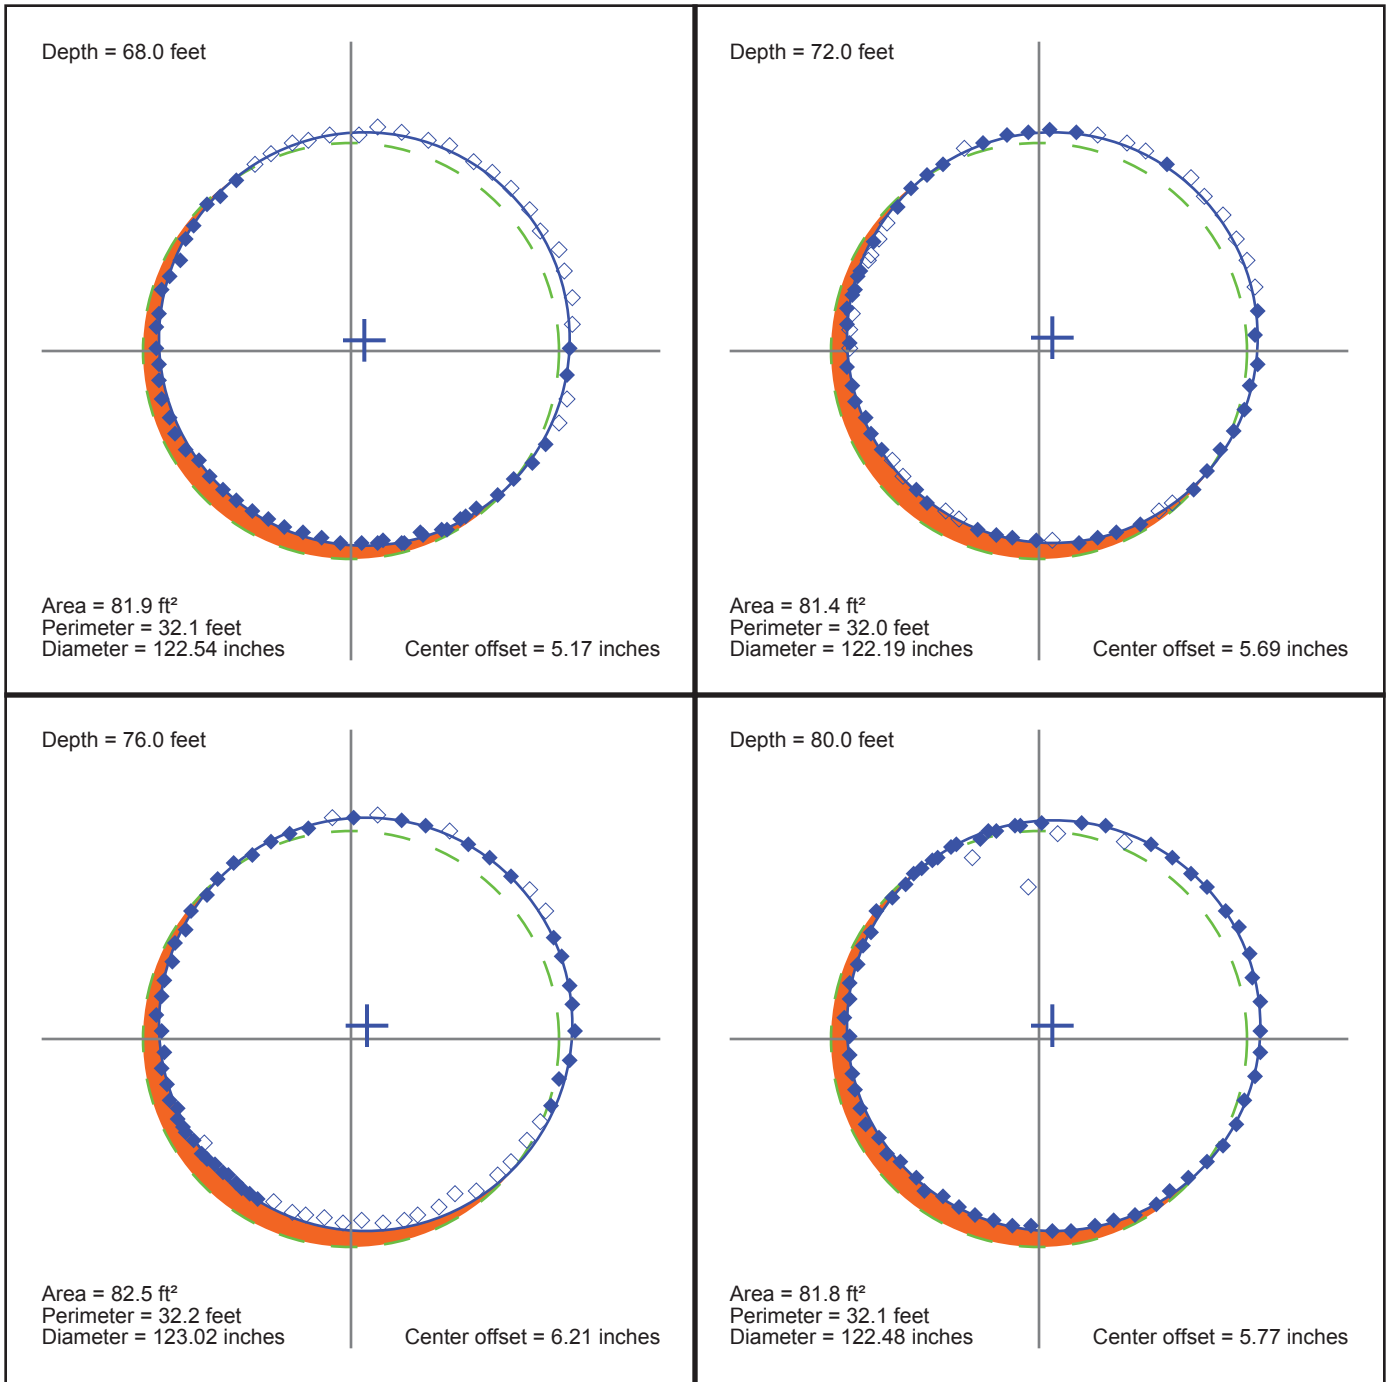 Depth = 68.0 feet
Area = 81.9 ft²
Perimeter = 32.1 feet
Diameter = 122.54 inches
Center offset = 5.17 inches
Depth = 72.0 feet
Area = 81.4 ft²
Perimeter = 32.0 feet
Diameter = 122.19 inches
Center offset = 5.69 inches
Depth = 76.0 feet
Area = 82.5 ft²
Perimeter = 32.2 feet
Diameter = 123.02 inches
Center offset = 6.21 inches
Depth = 80.0 feet
Area = 81.8 ft²
Perimeter = 32.1 feet
Diameter = 122.48 inches
Center offset = 5.77 inches